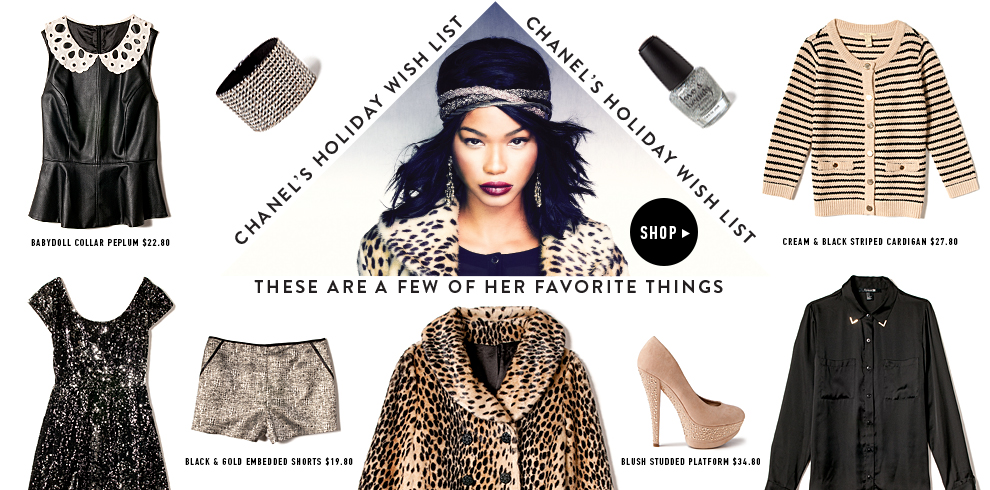 CHANEL'S HOLIDAY WISH LIST
CHANEL'S HOLIDAY WISH LIST
SHOP
BABYDOLL COLLAR PEPLUM $22.80
CREAM & BLACK STRIPED CARDIGAN $27.80
THESE ARE A FEW OF HER FAVORITE THINGS
BLACK & GOLD EMBEDDED SHORTS $19.80
BLUSH STUDDED PLATFORM $34.80